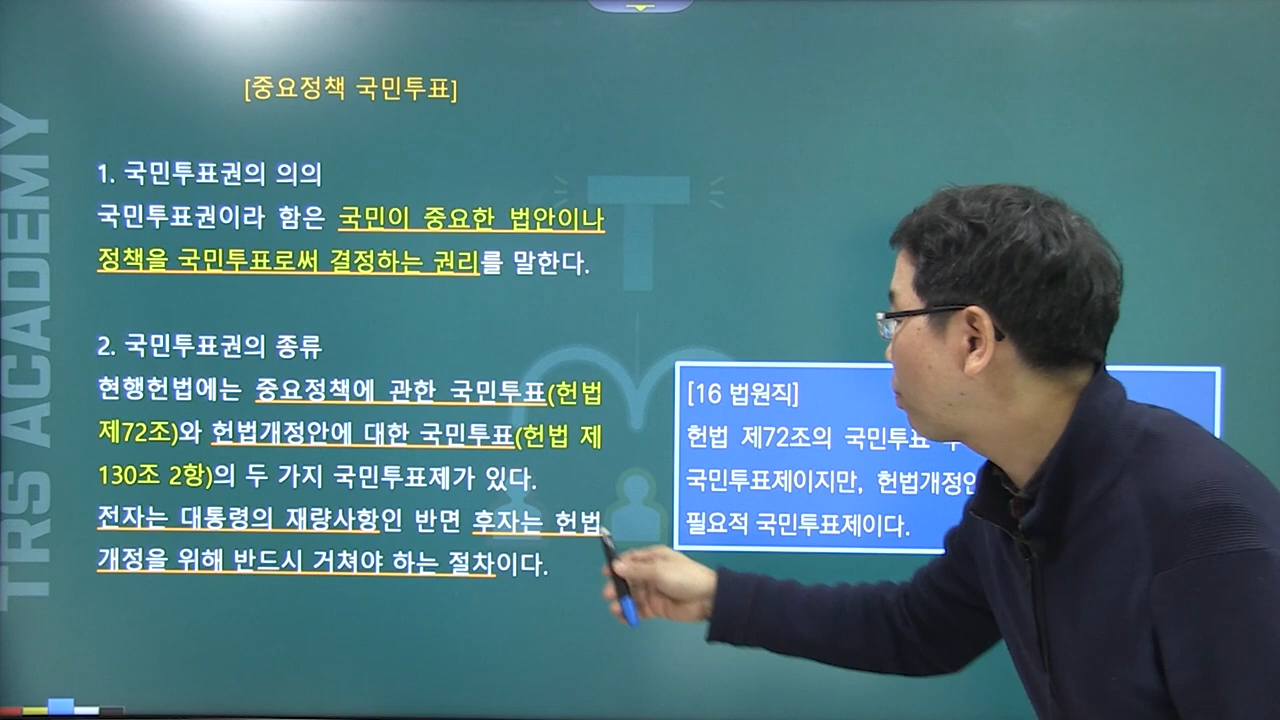 [중요정책 국민투표]
1. 국민투표권의 의의
국민투표권이라 함은 국민이 중요한 법안이나
정책을 국민투표로써 결정하는 권리를 말한다.
2. 국민투표권의 종류
현행헌법에는 중요정책에 관한 국민투표(헌법
제72조)와 헌법개정안에 대한 국민투표(헌법 제
130조 2항)의 두 가지 국민투표제가 있다.
전자는 대통령의 재량사항인 반면 후자는 헌법
개정을 위해 반드시 거쳐야 하는 절차이다.
[16 법원직]
헌법 제72조의 국민투표
국민투표제이지만, 헌법개정안
필요적 국민투표제이다.
TRS ACADEMY